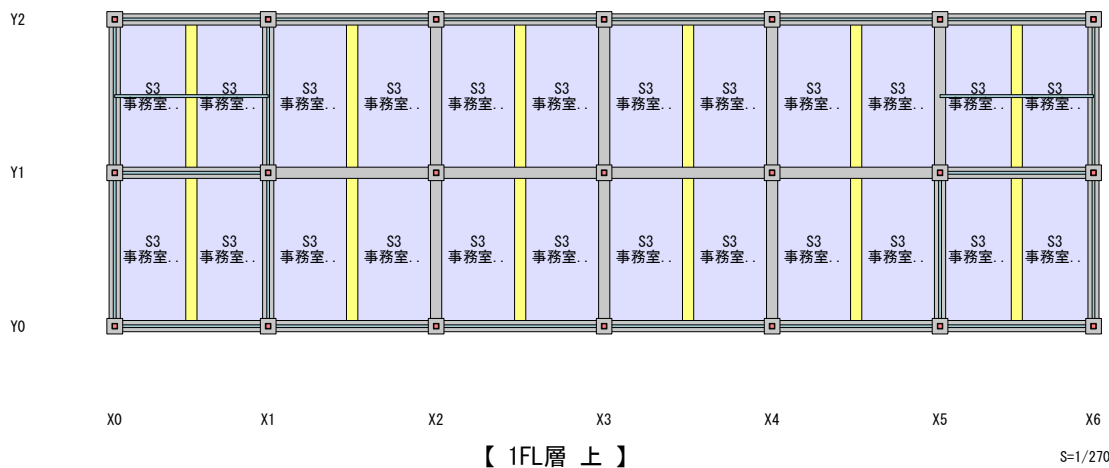 Y2
S3 S3 S3 S3 S3 S3 S3 S3 S3 S3 S3 S3
事務室.. 事務室.. 事務室.. 事務室.. 事務室.. 事務室.. 事務室.. 事務室.. 事務室.. 事務室.. 事務室.. 事務室..
Y1
S3 S3 S3 S3 S3 S3 S3 S3 S3 S3 S3 S3
事務室.. 事務室.. 事務室.. 事務室.. 事務室.. 事務室.. 事務室.. 事務室.. 事務室.. 事務室.. 事務室.. 事務室..
Y0
X0 X1 X2 X3 X4 X5 X6
【 1FL層 上 】
S=1/270